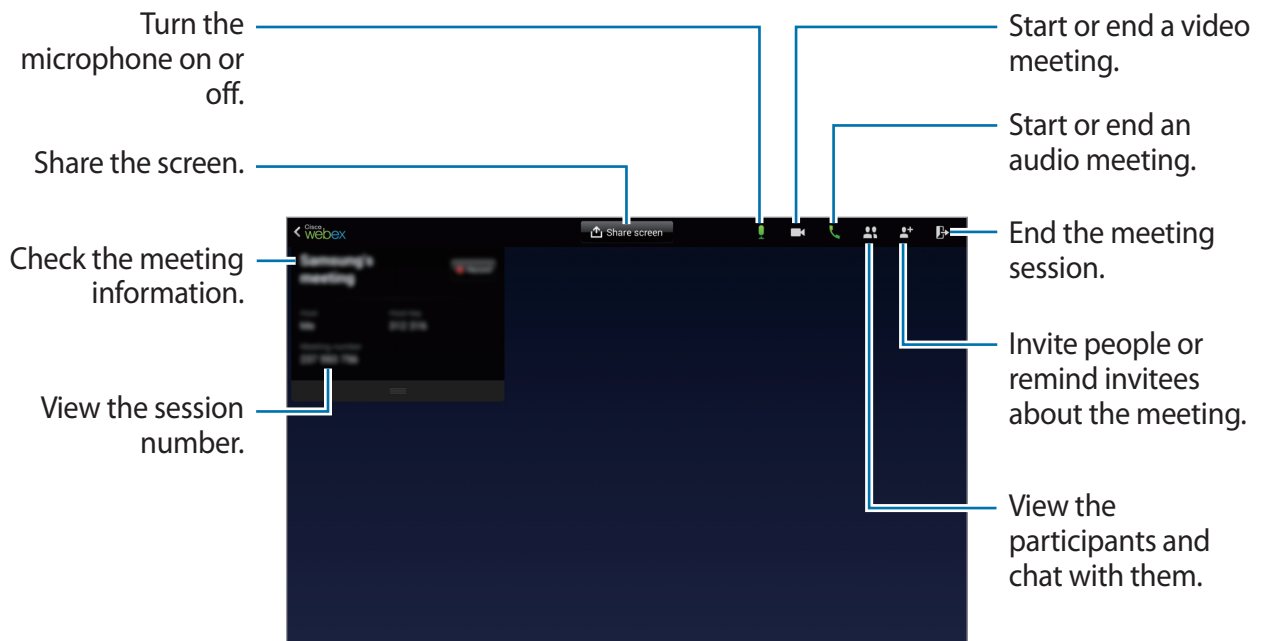 Turn the
microphone on or
off.
Share the screen.
Check the meeting
information.
View the session
number.
Start or end a video
meeting.
Start or end an
audio meeting.
End the meeting
session.
Invite people or
remind invitees
about the meeting.
View the
participants and
chat with them.
Cisco
webex
Share screen
Samsung's
meeting